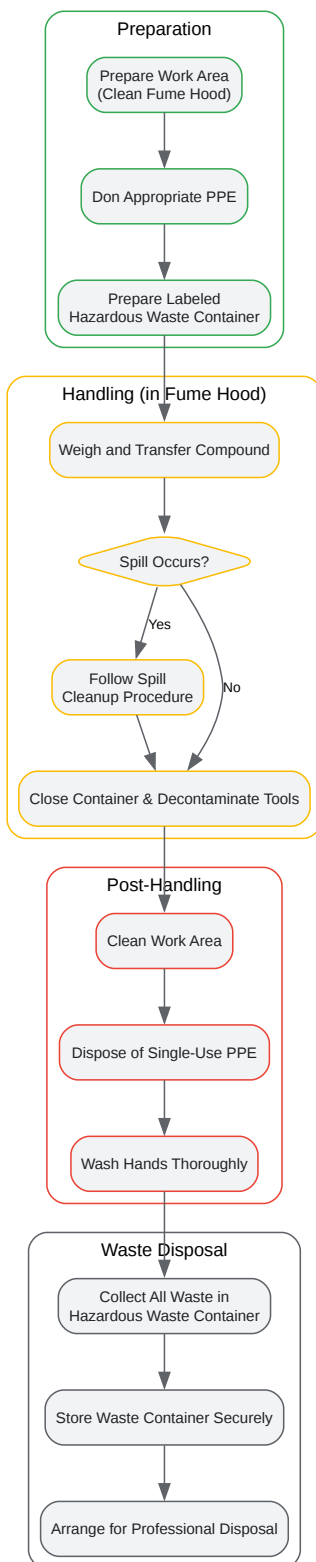 Preparation
Prepare Work Area
(Clean Fume Hood)
Don Appropriate PPE
Prepare Labeled
Hazardous Waste Container
Handling (in Fume Hood)
Weigh and Transfer Compound
Spill Occurs?
Yes
Follow Spill
Cleanup Procedure
No
Close Container & Decontaminate Tools
Post-Handling
Clean Work Area
Dispose of Single-Use PPE
Wash Hands Thoroughly
Waste Disposal
Collect All Waste in
Hazardous Waste Container
Store Waste Container Securely
Arrange for Professional Disposal